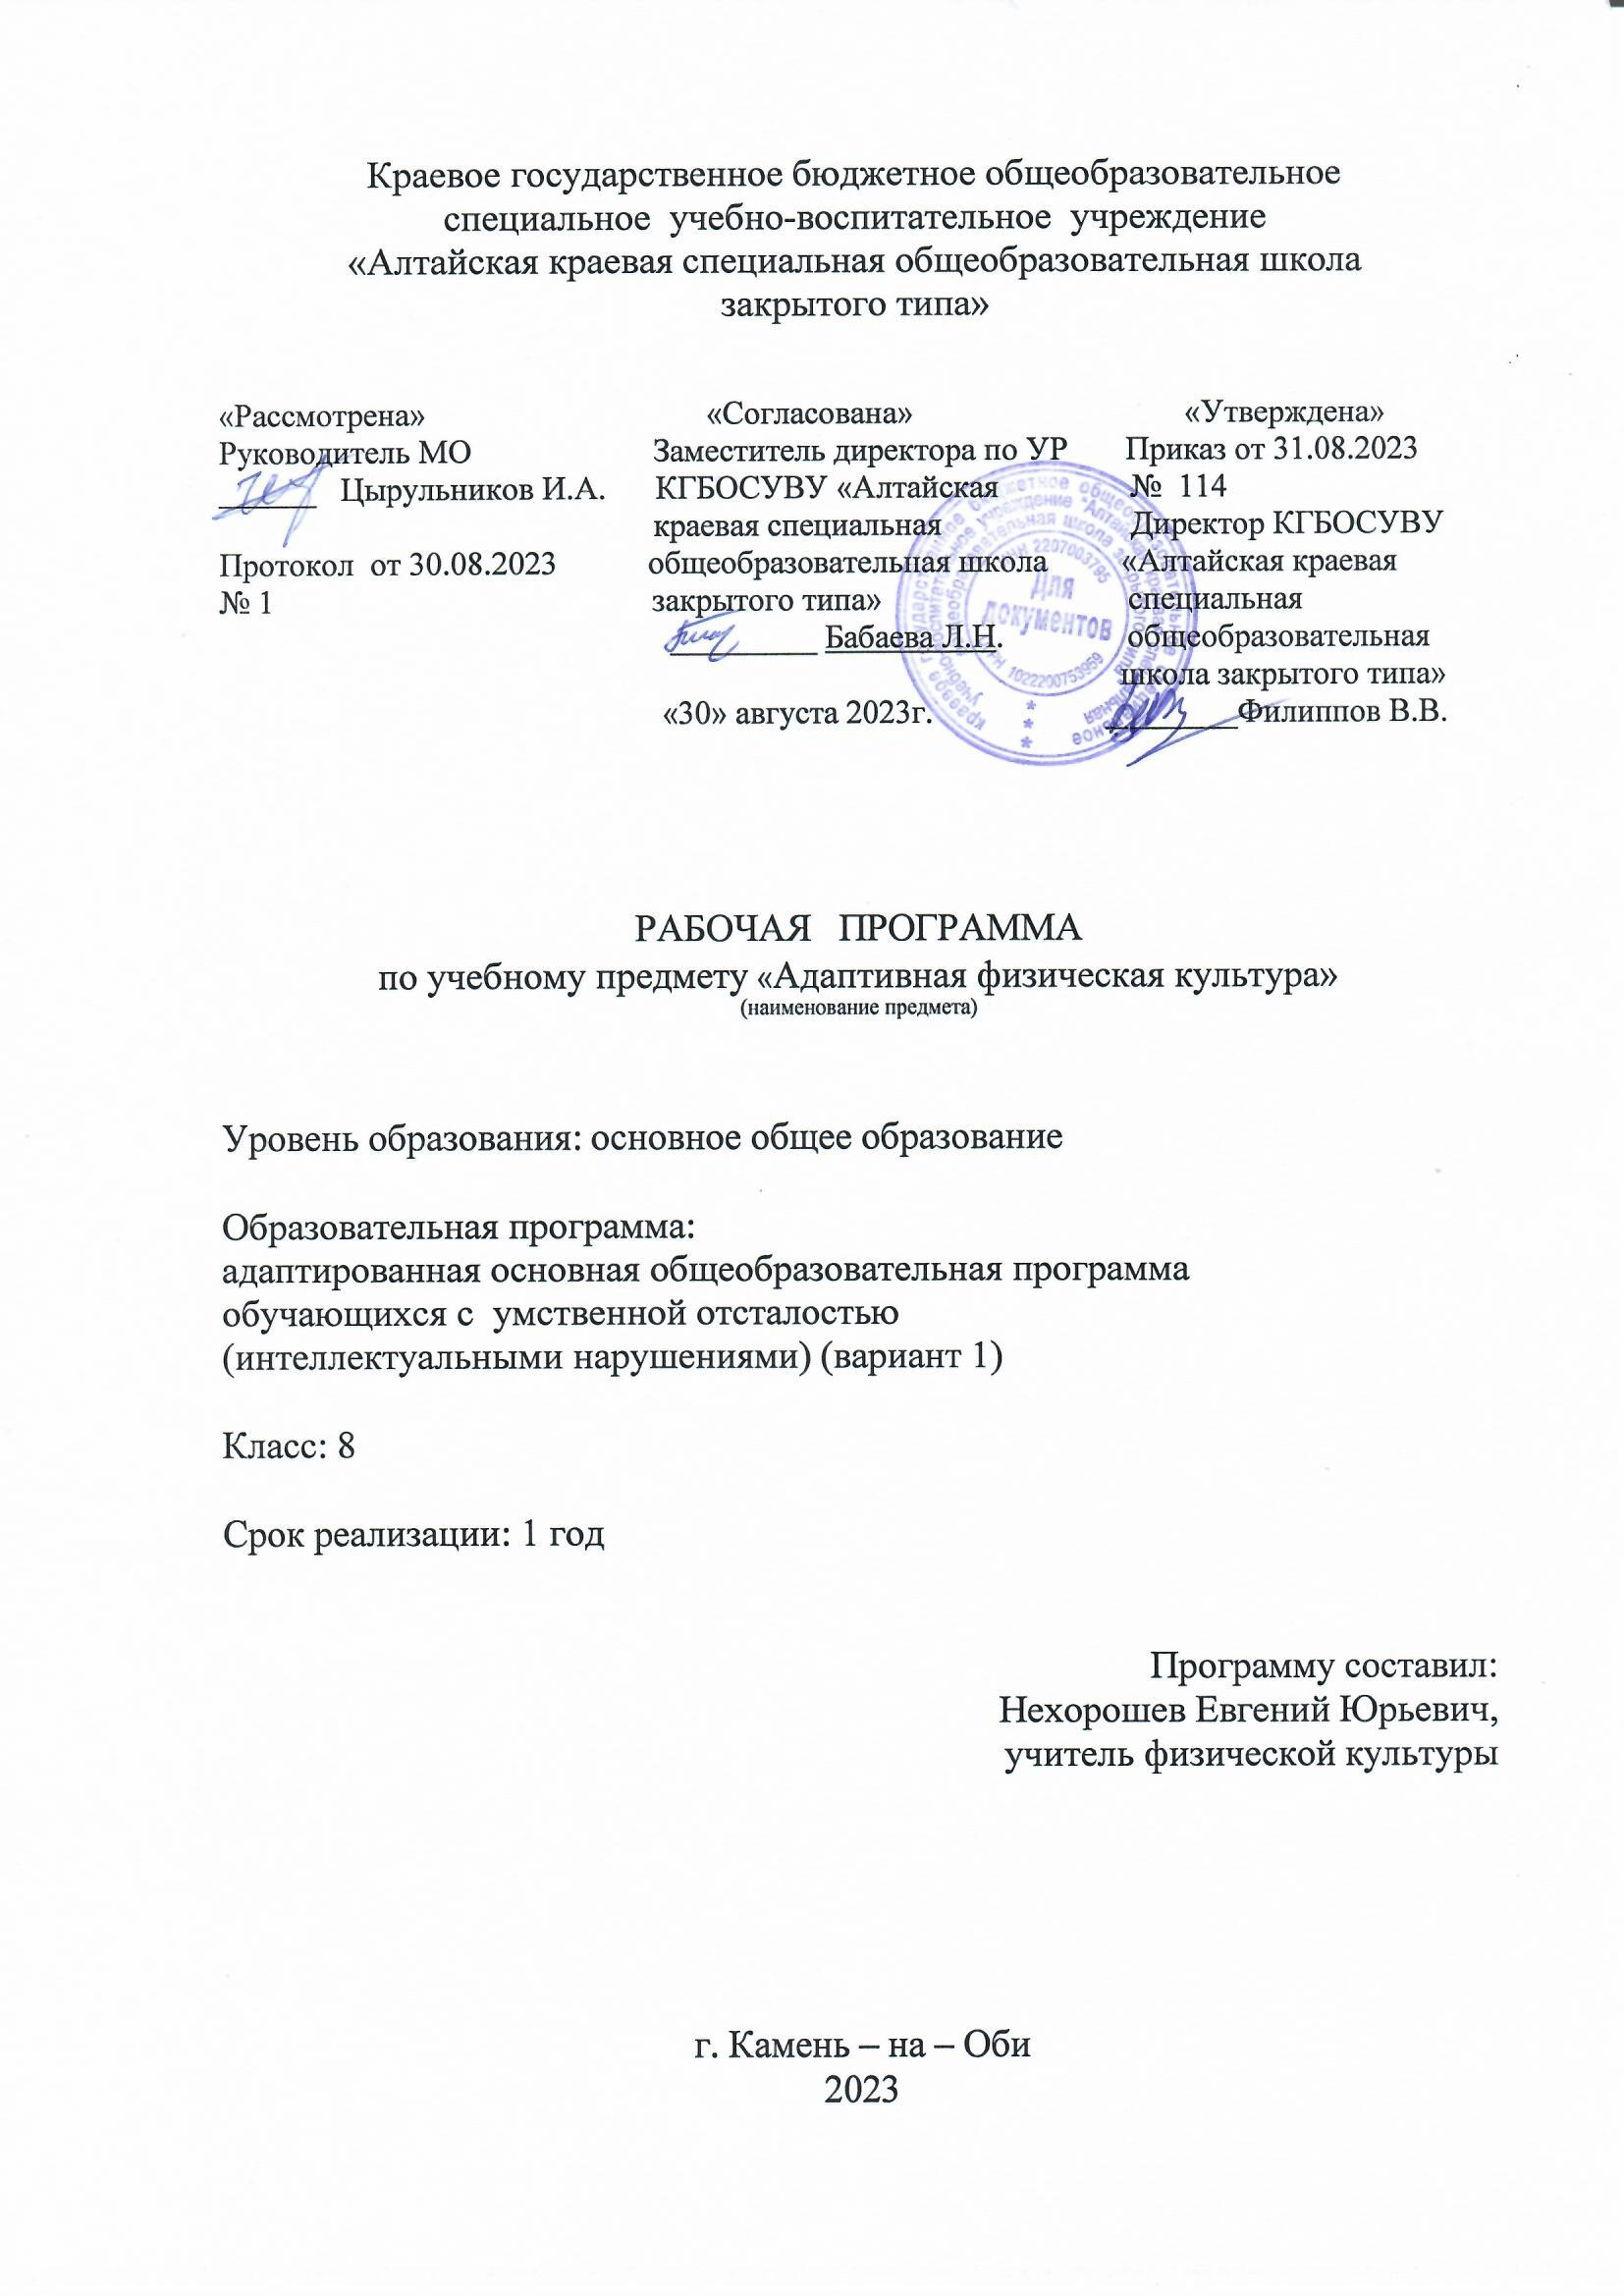 Краевое государственное бюджетное общеобразовательное
специальное учебно-воспитательное учреждение
«Алтайская краевая специальная общеобразовательная школа
закрытого типа»
«Рассмотрена»
Руководитель МО
Цырульников И.А.
Протокол от 30.08.2023
№ 1
«Согласована»
Заместитель директора по УР
КГБОСУВУ «Алтайская
краевая специальная
общеобразовательная школа
закрытого типа»
Бабаева Л.Н.
«30» августа 2023г.
«Утверждена»
Приказ от 31.08.2023
№ 114
Директор КГБОСУВУ
«Алтайская краевая
специальная
общеобразовательная
школа закрытого типа»
Филиппов В.В.
ИНН 2207003785
Для
документов
ОГРН 1022200753959
РАБОЧАЯ ПРОГРАММА
по учебному предмету «Адаптивная физическая культура»
(наименование предмета)
Уровень образования: основное общее образование
Образовательная программа:
адаптированная основная общеобразовательная программа
обучающихся с умственной отсталостью
(интеллектуальными нарушениями) (вариант 1)
Класс: 8
Срок реализации: 1 год
Программу составил:
Нехорошев Евгений Юрьевич,
учитель физической культуры
г. Камень – на – Оби
2023